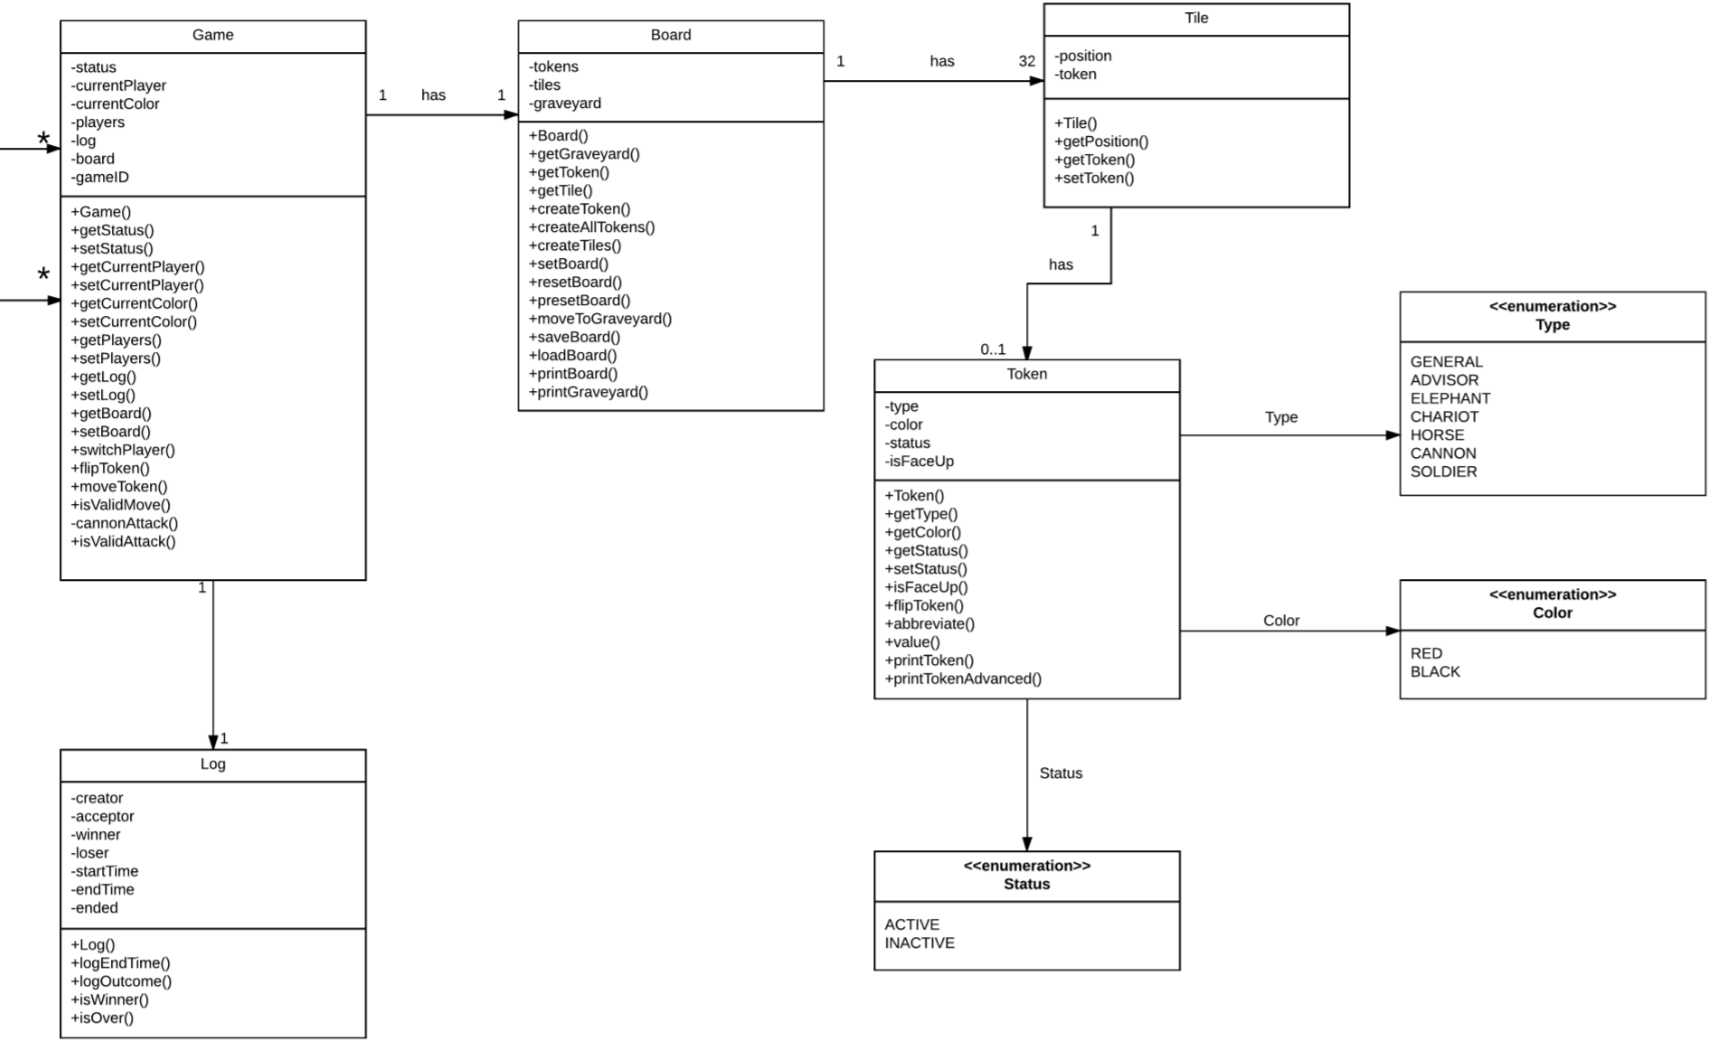 Game
-status
-currentPlayer
-currentColor
-players
-log
-board
-gameID
+Game()
+getStatus()
+setStatus()
+getCurrentPlayer()
+setCurrentPlayer()
+getCurrentColor()
+setCurrentColor()
+getPlayers()
+setPlayers()
+getLog()
+setLog()
+getBoard()
+setBoard()
+switchPlayer()
+flipToken()
+moveToken()
+isValidMove()
-cannonAttack()
+isValidAttack()
*
*
1 has 1
Board
-tokens
-tiles
-graveyard
+Board()
+getGraveyard()
+getToken()
+getTile()
+createToken()
+createAllTokens()
+createTiles()
+setBoard()
+resetBoard()
+presetBoard()
+moveToGraveyard()
+saveBoard()
+loadBoard()
+printBoard()
+printGraveyard()
1 has 32
Tile
-position
-token
+Tile()
+getPosition()
+getToken()
+setToken()
1
has
0..1
Token
-type
-color
-status
-isFaceUp
+Token()
+getType()
+getColor()
+getStatus()
+setStatus()
+isFaceUp()
+flipToken()
+abbreviate()
+value()
+printToken()
+printTokenAdvanced()
Type
<<enumeration>>
Type
GENERAL
ADVISOR
ELEPHANT
CHARIOT
HORSE
CANNON
SOLDIER
Color
<<enumeration>>
Color
RED
BLACK
Status
<<enumeration>>
Status
ACTIVE
INACTIVE
1
1
Log
-creator
-acceptor
-winner
-loser
-startTime
-endTime
-ended
+Log()
+logEndTime()
+logOutcome()
+isWinner()
+isOver()